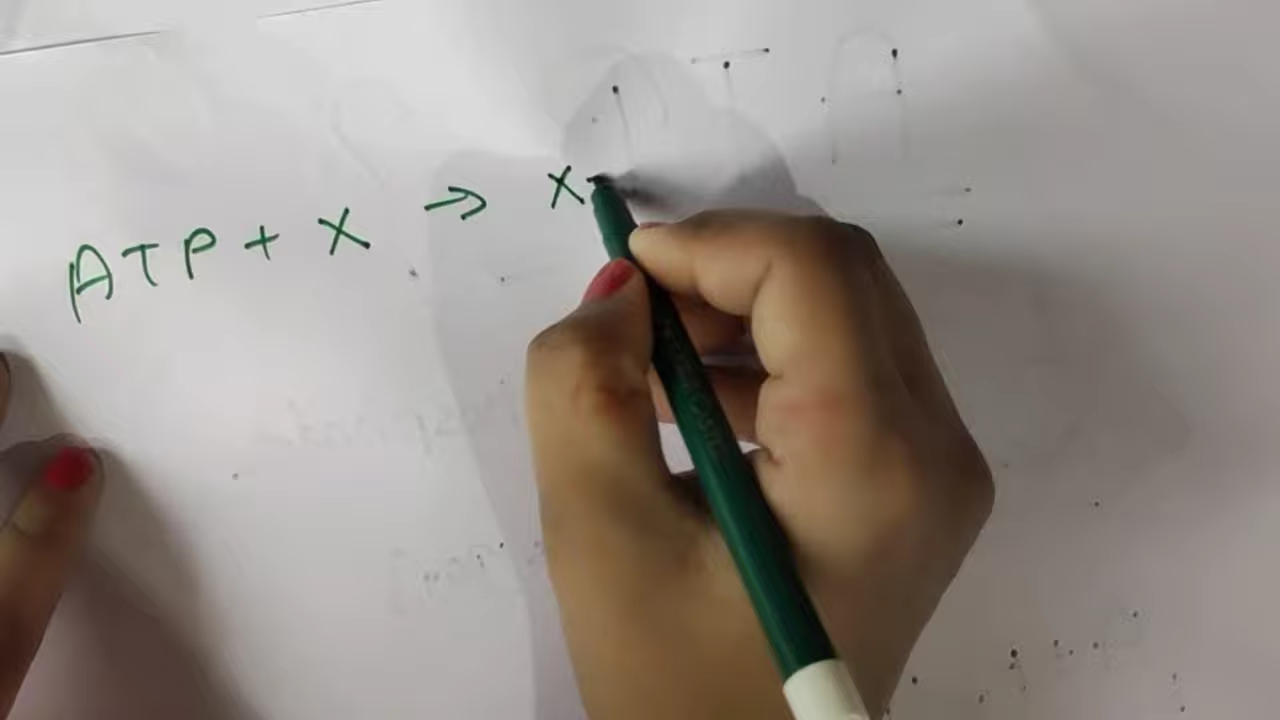 ATP + X → X